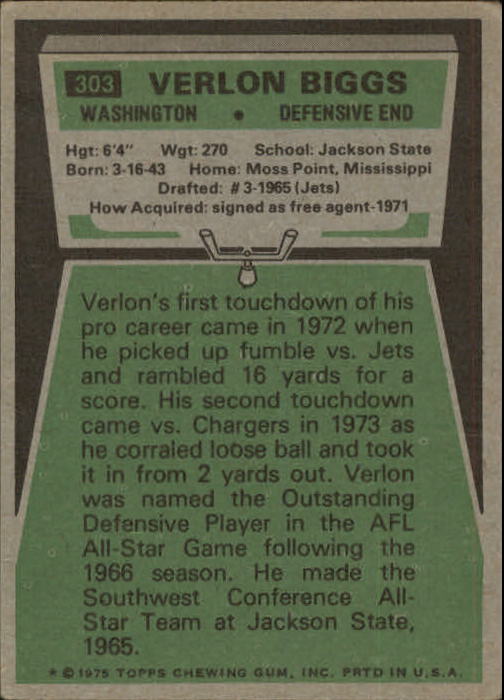 303 VERLON BIGGS
WASHINGTON • DEFENSIVE END
Hgt: 6'4" Wgt: 270 School: Jackson State
Born: 3-16-43 Home: Moss Point, Mississippi
Drafted: #3-1965 (Jets)
How Acquired: signed as free agent-1971
Verlon's first touchdown of his
pro career came in 1972 when
he picked up fumble vs. Jets
and rambled 16 yards for a
score. His second touchdown
came vs. Chargers in 1973 as
he corraled loose ball and took
it in from 2 yards out. Verlon
was named the Outstanding
Defensive Player in the AFL
All-Star Game following the
1966 season. He made the
Southwest Conference All-
Star Team at Jackson State,
1965.
* © 1975 TOPPS CHEWING GUM, INC. PRTD IN U.S.A.